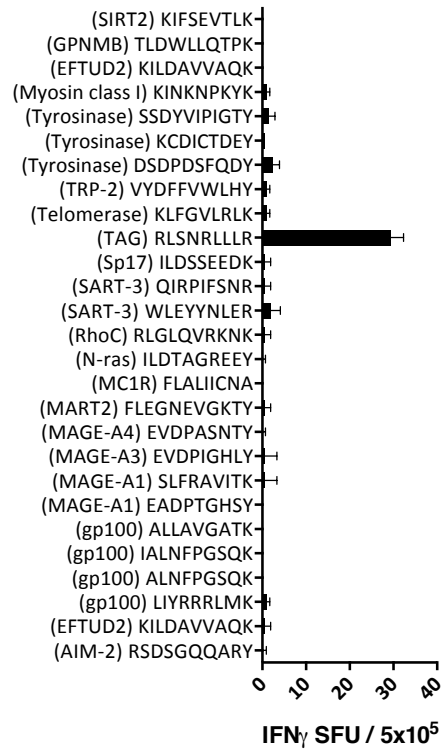 (SIRT2) KIFSEVTLK
(GPNMB) TLDWLLQTPK
(EFTUD2) KILDAVVAQK
(Myosin class I) KINKNPKYK
(Tyrosinase) SSDYVIPIGTY
(Tyrosinase) KCDICTDEY
(Tyrosinase) DSDPDSFQDY
(TRP-2) VYDFFVWLHY
(Telomerase) KLFGVLRLK
(TAG) RLSNRLLLR
(Sp17) ILDSSEEDK
(SART-3) QIRPIFSNR
(SART-3) WLEYYNLER
(RhoC) RLGLQVRKNK
(N-ras) ILDTAGREEY
(MC1R) FLALIICNA
(MART2) FLEGNEVGKTY
(MAGE-A4) EVDPASNTY
(MAGE-A3) EVDPIGHLY
(MAGE-A1) SLFRAVITK
(MAGE-A1) EADPTGHSY
(gp100) ALLAVGATK
(gp100) IALNFPGSQK
(gp100) ALNFPGSQK
(gp100) LIYRRRLMK
(EFTUD2) KILDAVVAQK
(AIM-2) RSDSGQQARY
0 10 20 30 40
IFNγ SFU / 5x10⁵